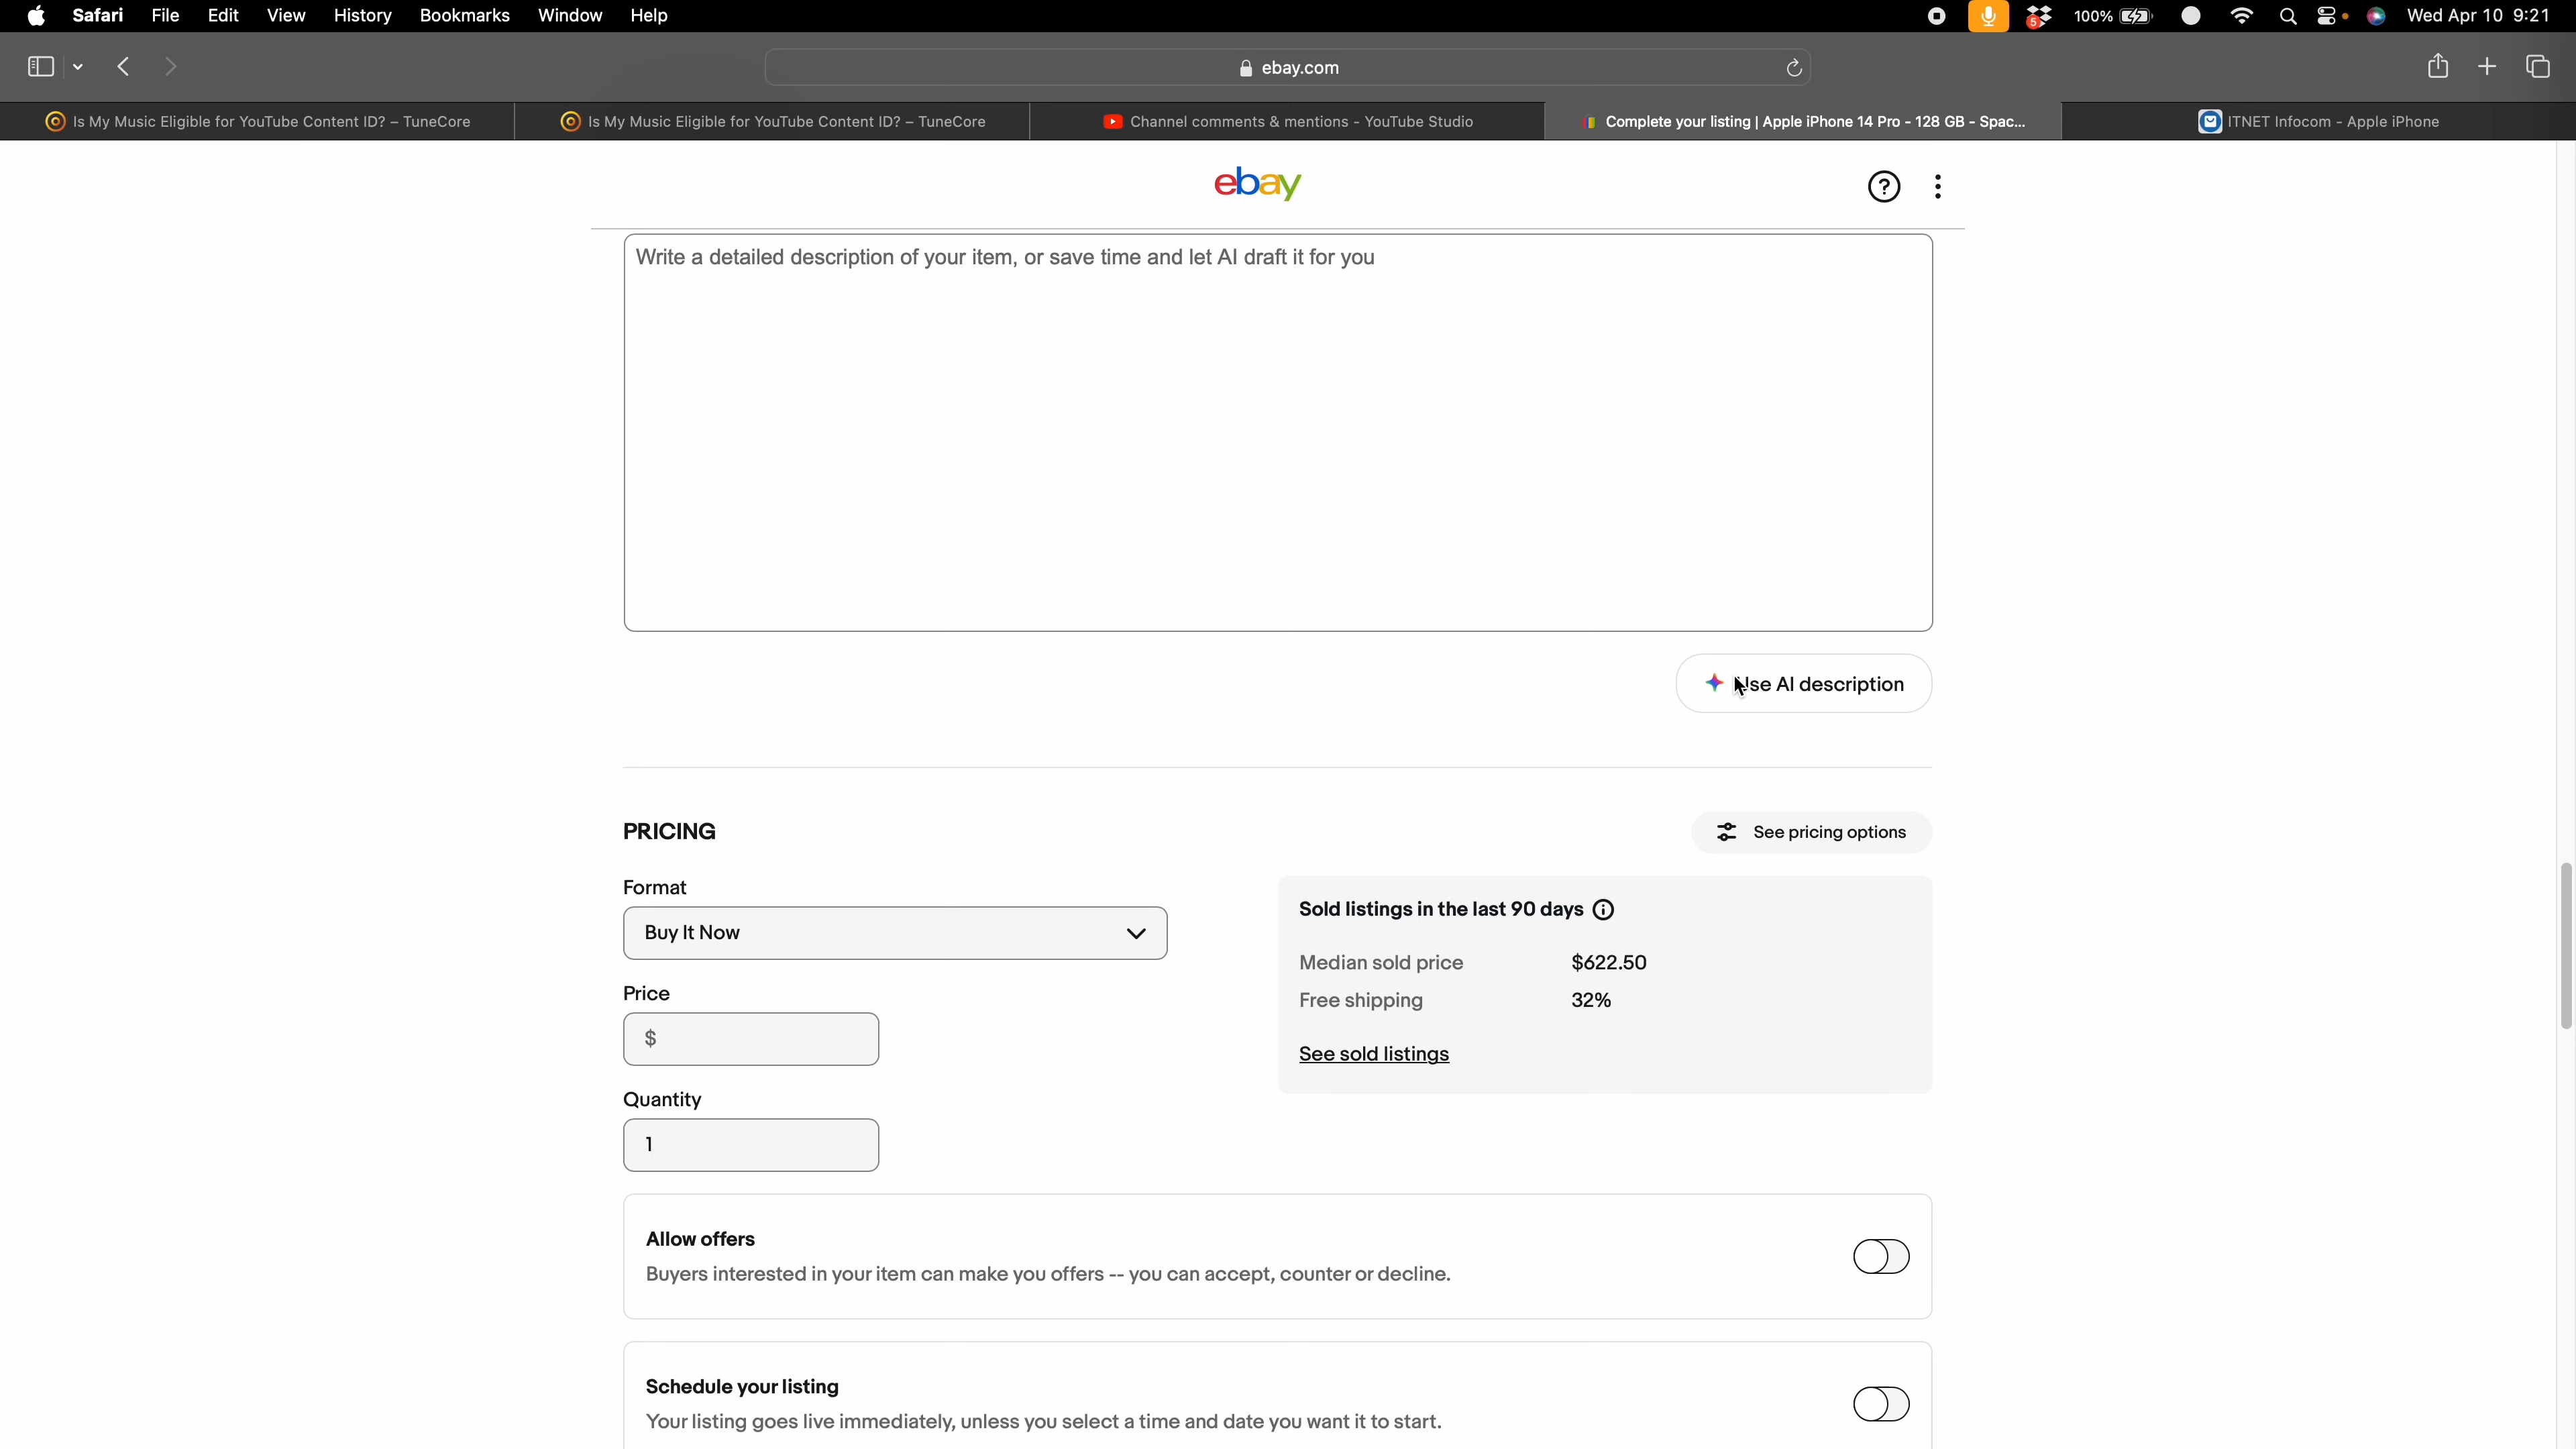 Safari File Edit View History Bookmarks Window Help 5 100% Wed Apr 10 9:21
ebay.com
Is My Music Eligible for YouTube Content ID? – TuneCore Is My Music Eligible for YouTube Content ID? – TuneCore Channel comments & mentions - YouTube Studio Complete your listing | Apple iPhone 14 Pro - 128 GB - Spac... ITNET Infocom - Apple iPhone
ebay
Write a detailed description of your item, or save time and let AI draft it for you
Use AI description
PRICING
See pricing options
Format
Buy It Now
Sold listings in the last 90 days
Median sold price $622.50
Free shipping 32%
See sold listings
Price
$
Quantity
1
Allow offers
Buyers interested in your item can make you offers -- you can accept, counter or decline.
Schedule your listing
Your listing goes live immediately, unless you select a time and date you want it to start.